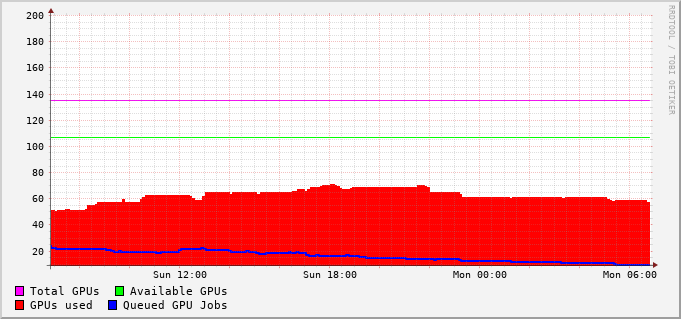 RRDTOOL / TOBI OETIKER
200
180
160
140
120
100
80
60
40
20
Sun 12:00 Sun 18:00 Mon 00:00 Mon 06:00
Total GPUs Available GPUs
GPUs used Queued GPU Jobs